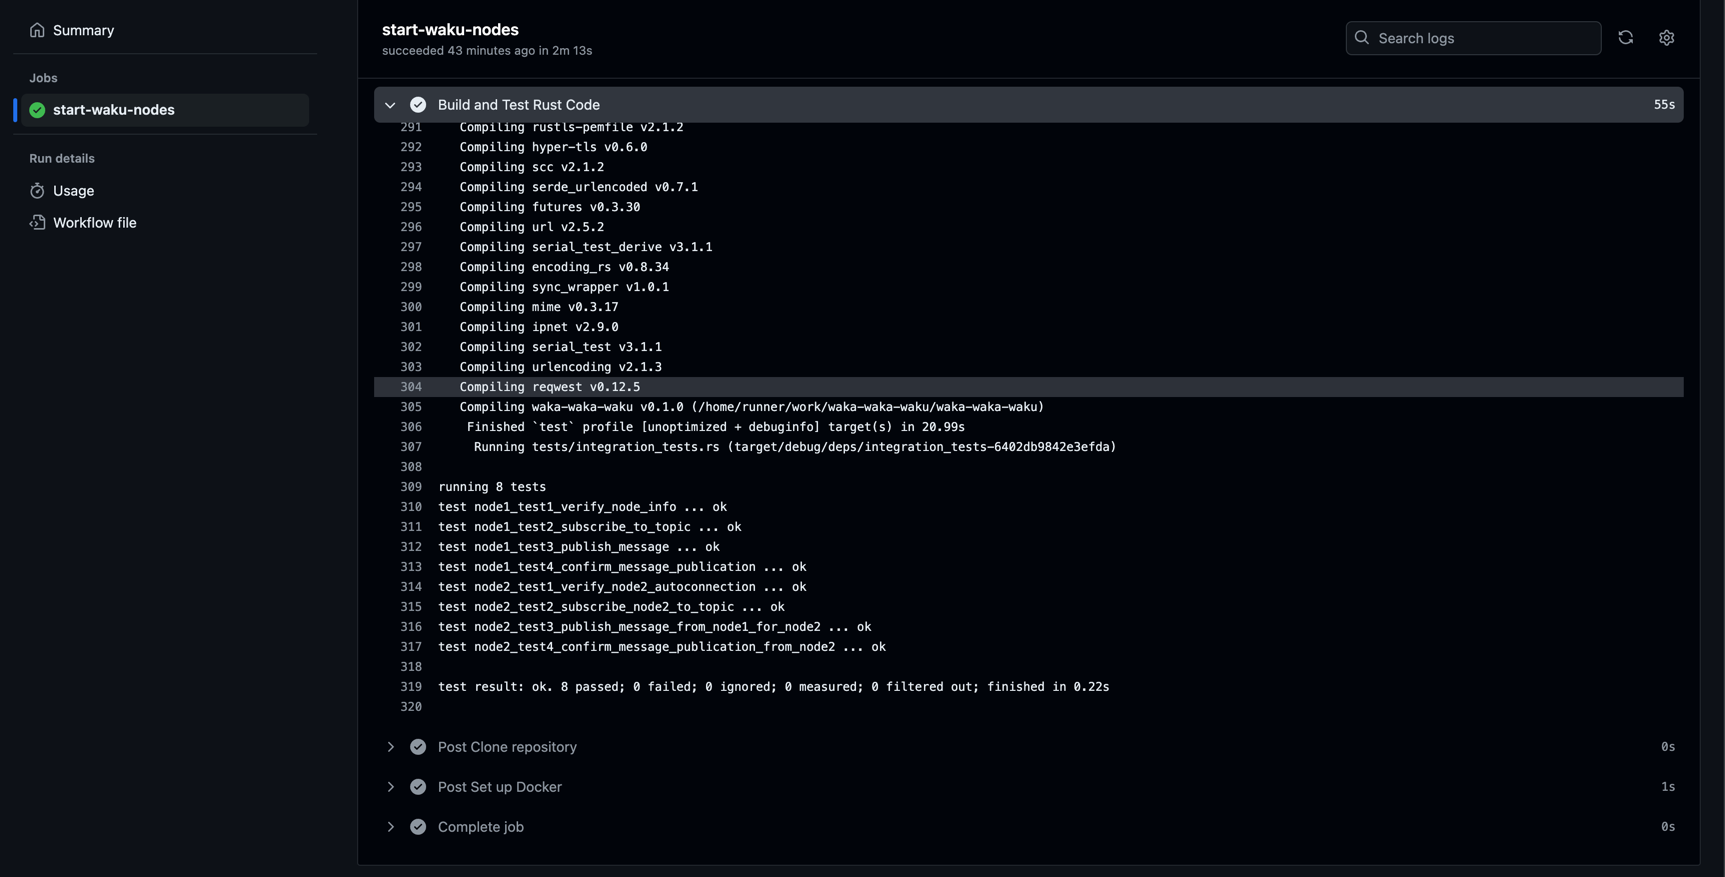 Summary
Jobs
start-waku-nodes
Run details
Usage
Workflow file
start-waku-nodes
succeeded 43 minutes ago in 2m 13s
Search logs
Build and Test Rust Code 55s
291 Compiling rustls-pemfile v2.1.2
292 Compiling hyper-tls v0.6.0
293 Compiling scc v2.1.2
294 Compiling serde_urlencoded v0.7.1
295 Compiling futures v0.3.30
296 Compiling url v2.5.2
297 Compiling serial_test_derive v3.1.1
298 Compiling encoding_rs v0.8.34
299 Compiling sync_wrapper v1.0.1
300 Compiling mime v0.3.17
301 Compiling ipnet v2.9.0
302 Compiling serial_test v3.1.1
303 Compiling urlencoding v2.1.3
304 Compiling reqwest v0.12.5
305 Compiling waka-waka-waku v0.1.0 (/home/runner/work/waka-waka-waku/waka-waka-waku)
306 Finished `test` profile [unoptimized + debuginfo] target(s) in 20.99s
307 Running tests/integration_tests.rs (target/debug/deps/integration_tests-6402db9842e3efda)
308
309 running 8 tests
310 test node1_test1_verify_node_info ... ok
311 test node1_test2_subscribe_to_topic ... ok
312 test node1_test3_publish_message ... ok
313 test node1_test4_confirm_message_publication ... ok
314 test node2_test1_verify_node2_autoconnection ... ok
315 test node2_test2_subscribe_node2_to_topic ... ok
316 test node2_test3_publish_message_from_node1_for_node2 ... ok
317 test node2_test4_confirm_message_publication_from_node2 ... ok
318
319 test result: ok. 8 passed; 0 failed; 0 ignored; 0 measured; 0 filtered out; finished in 0.22s
320
Post Clone repository 0s
Post Set up Docker 1s
Complete job 0s